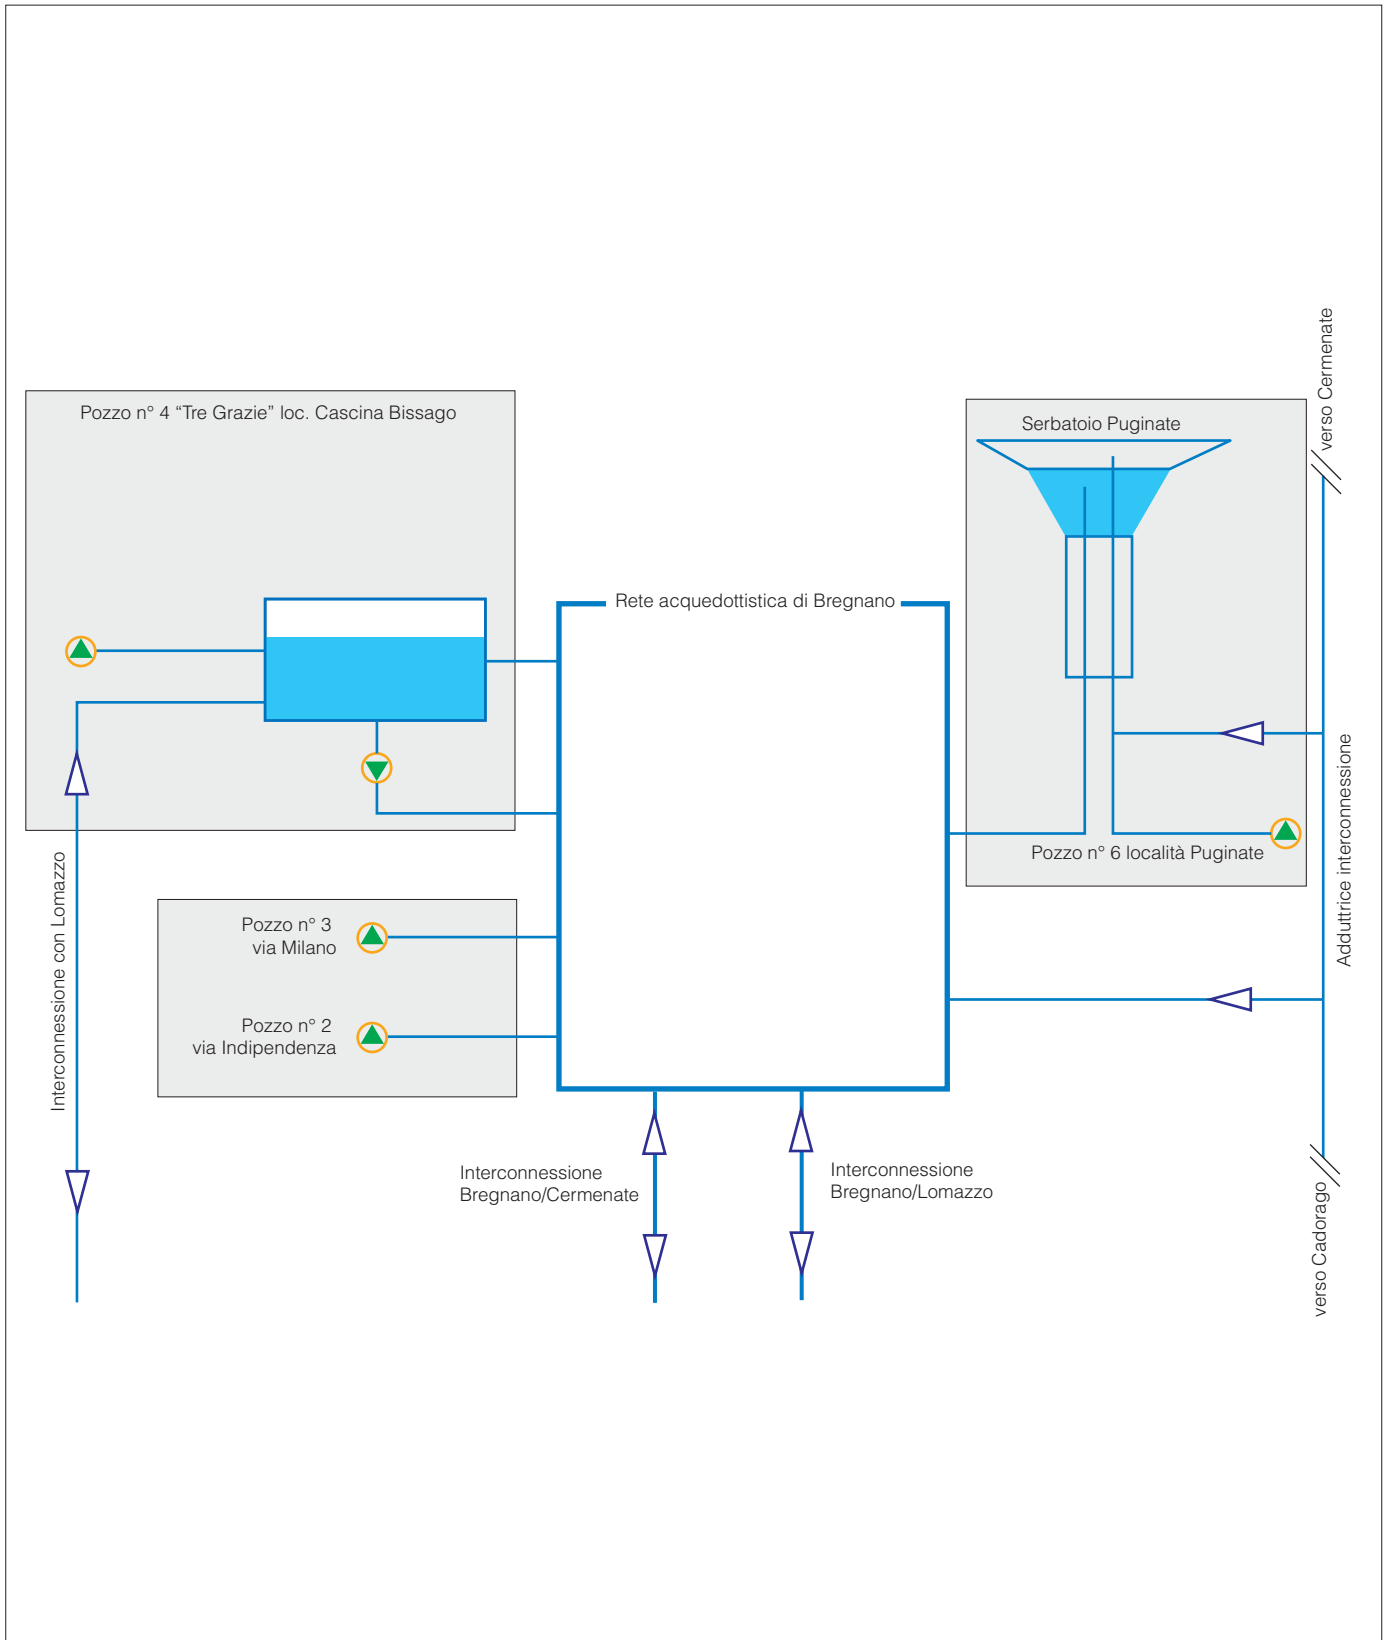 Pozzo n° 4 “Tre Grazie” loc. Cascina Bissago
Serbatoio Puginate
verso Cermenate
Rete acquedottistica di Bregnano
Adduttrice interconnessione
Pozzo n° 6 località Puginate
Interconnessione con Lomazzo
Pozzo n° 3
via Milano
Pozzo n° 2
via Indipendenza
Interconnessione
Bregnano/Cermenate
Interconnessione
Bregnano/Lomazzo
verso Cadorago